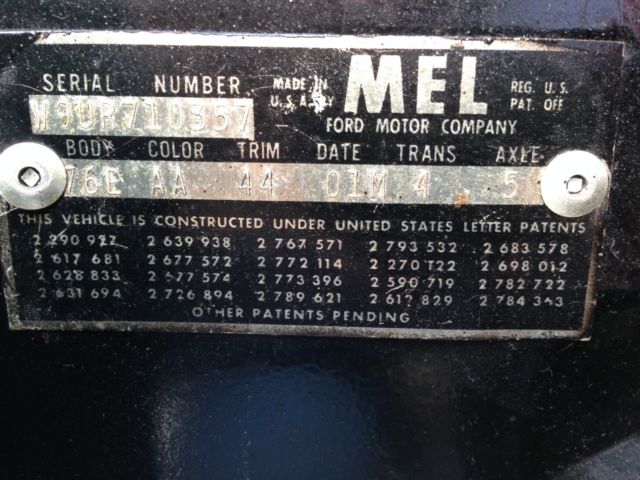 SERIAL NUMBER
MADE IN
U.S.A. BY
MEL
REG. U.S.
PAT. OFF
W9UR710557
FORD MOTOR COMPANY
BODY COLOR TRIM DATE TRANS AXLE
76E AA 44 01M 4 5
THIS VEHICLE IS CONSTRUCTED UNDER UNITED STATES LETTER PATENTS
2 290 927 2 639 938 2 767 571 2 793 532 2 683 578
2 617 681 2 677 572 2 772 114 2 270 722 2 698 012
2 628 833 2 677 574 2 773 396 2 590 719 2 782 722
2 631 694 2 726 894 2 789 621 2 612 829 2 784 363
OTHER PATENTS PENDING